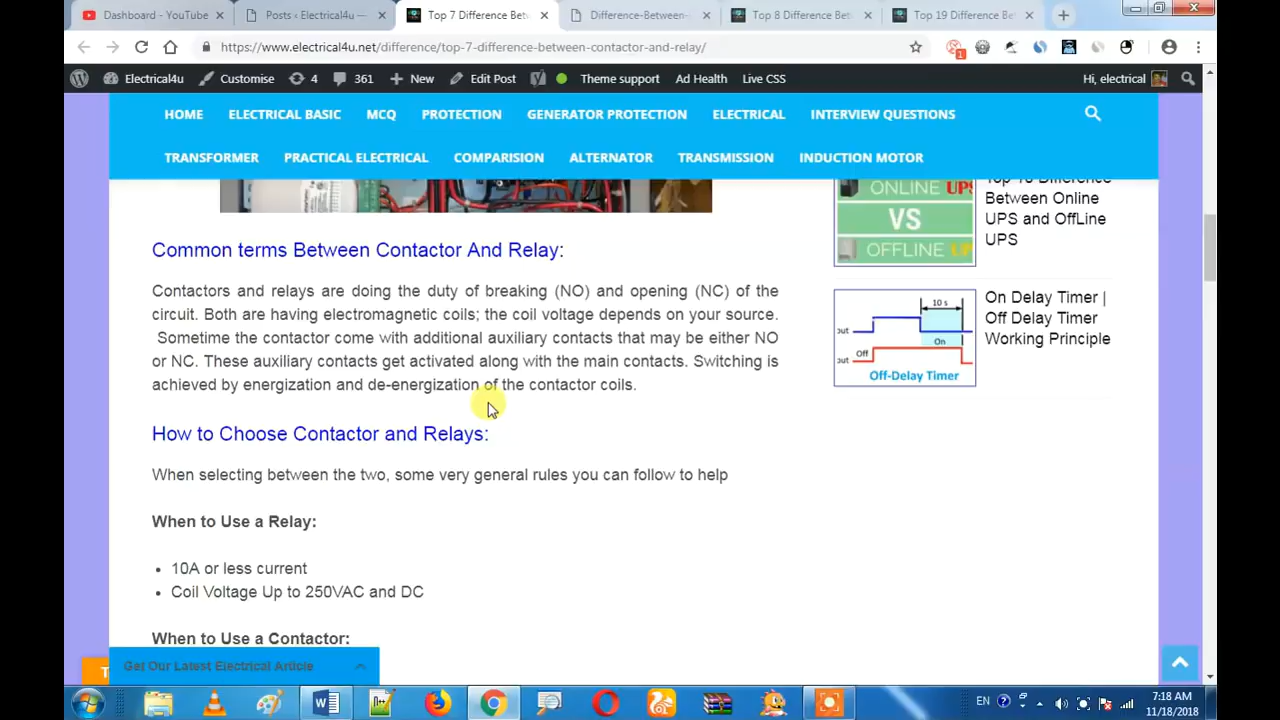 Dashboard - YouTube
Posts ‹ Electrical4u —
Top 7 Difference Bet
Difference-Between-
Top 8 Difference Bet
Top 19 Difference Be
https://www.electrical4u.net/difference/top-7-difference-between-contactor-and-relay/
1
Electrical4u
Customise
4
361
New
Edit Post
Theme support
Ad Health
Live CSS
Hi, electrical
HOME
ELECTRICAL BASIC
MCQ
PROTECTION
GENERATOR PROTECTION
ELECTRICAL
INTERVIEW QUESTIONS
TRANSFORMER
PRACTICAL ELECTRICAL
COMPARISION
ALTERNATOR
TRANSMISSION
INDUCTION MOTOR
Common terms Between Contactor And Relay:
Contactors and relays are doing the duty of breaking (NO) and opening (NC) of the
circuit. Both are having electromagnetic coils; the coil voltage depends on your source.
Sometime the contactor come with additional auxiliary contacts that may be either NO
or NC. These auxiliary contacts get activated along with the main contacts. Switching is
achieved by energization and de-energization of the contactor coils.
How to Choose Contactor and Relays:
When selecting between the two, some very general rules you can follow to help
When to Use a Relay:
• 10A or less current
• Coil Voltage Up to 250VAC and DC
When to Use a Contactor:
Get Our Latest Electrical Article
ONLINE UPS
VS
OFFLINE UP
Difference
Between Online
UPS and OffLine
UPS
10 s
out
On
Off
out
Off-Delay Timer
On Delay Timer |
Off Delay Timer
Working Principle
EN
7:18 AM
11/18/2018